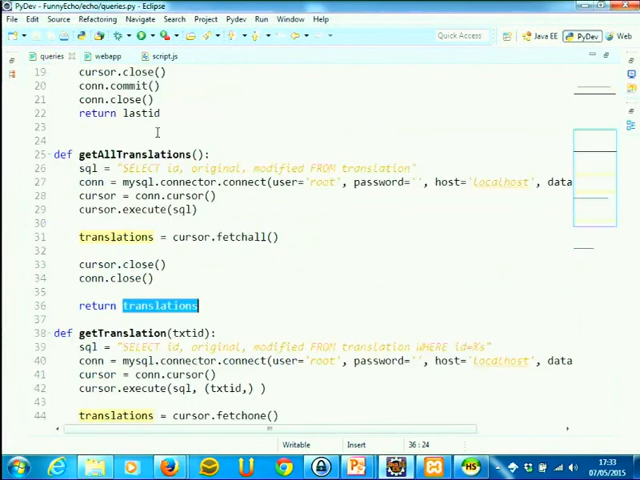 PyDev - FunnyEcho/echo/queries.py - Eclipse
File Edit Source Refactoring Navigate Search Project Pydev Run Window Help
Quick Access Java EE PyDev Web
queries webapp script.js
19 cursor.close()
20 conn.commit()
21 conn.close()
22 return lastid
23
24
25 def getAllTranslations():
26 sql = "SELECT id, original, modified FROM translation"
27 conn = mysql.connector.connect(user='root', password='', host='localhost', data
28 cursor = conn.cursor()
29 cursor.execute(sql)
30
31 translations = cursor.fetchall()
32
33 cursor.close()
34 conn.close()
35
36 return translations
37
38 def getTranslation(txtid):
39 sql = "SELECT id, original, modified FROM translation WHERE id=%s"
40 conn = mysql.connector.connect(user='root', password='', host='localhost', data
41 cursor = conn.cursor()
42 cursor.execute(sql, (txtid,) )
43
44 translations = cursor.fetchone()
Writable Insert 36 : 24
17:33
07/05/2015